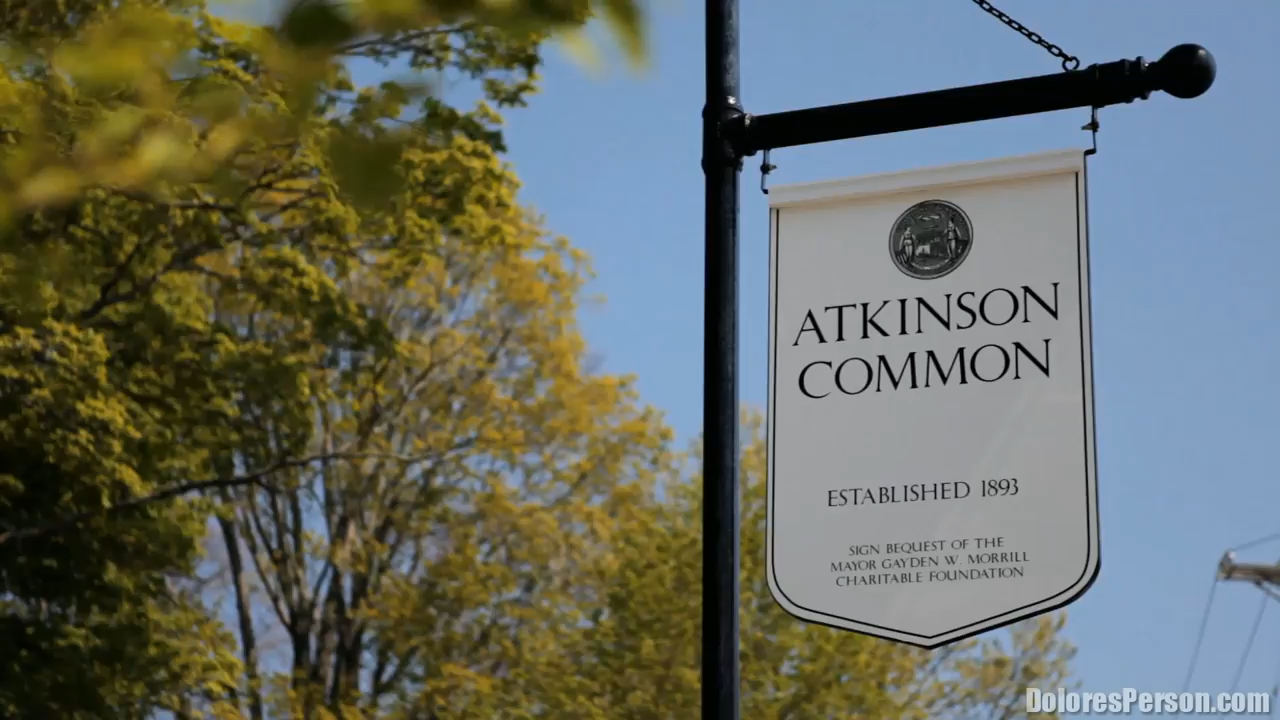 ATKINSON
COMMON
ESTABLISHED 1893
SIGN BEQUEST OF THE
MAYOR GAYDEN W. MORRILL
CHARITABLE FOUNDATION
DoloresPerson.com